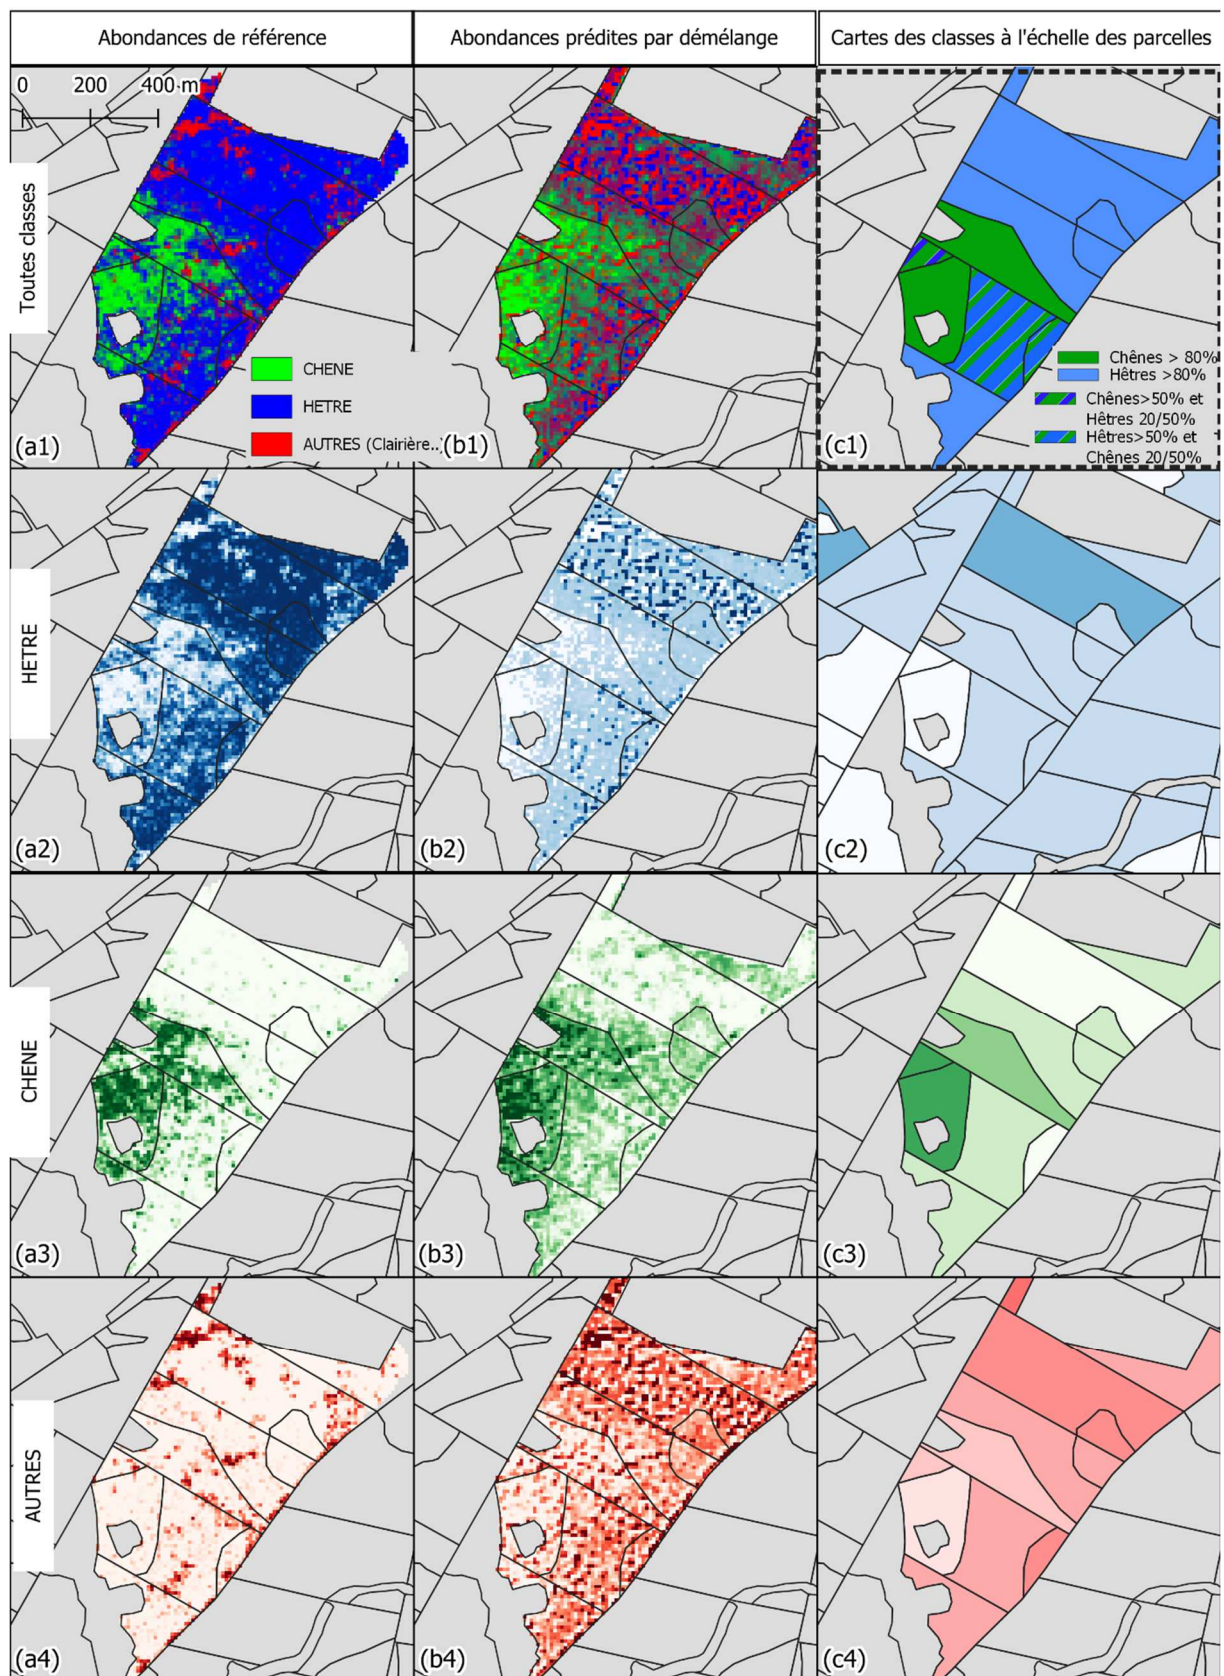 Abondances de référence
Abondances prédites par démélange
Cartes des classes à l'échelle des parcelles
0 200 400 m
Toutes classes
CHENE
HETRE
AUTRES (Clairière..)
(a1)
(b1)
Chênes > 80%
Hêtres >80%
Chênes>50% et
Hêtres 20/50%
Hêtres>50% et
Chênes 20/50%
(c1)
HETRE
(a2)
(b2)
(c2)
CHENE
(a3)
(b3)
(c3)
AUTRES
(a4)
(b4)
(c4)